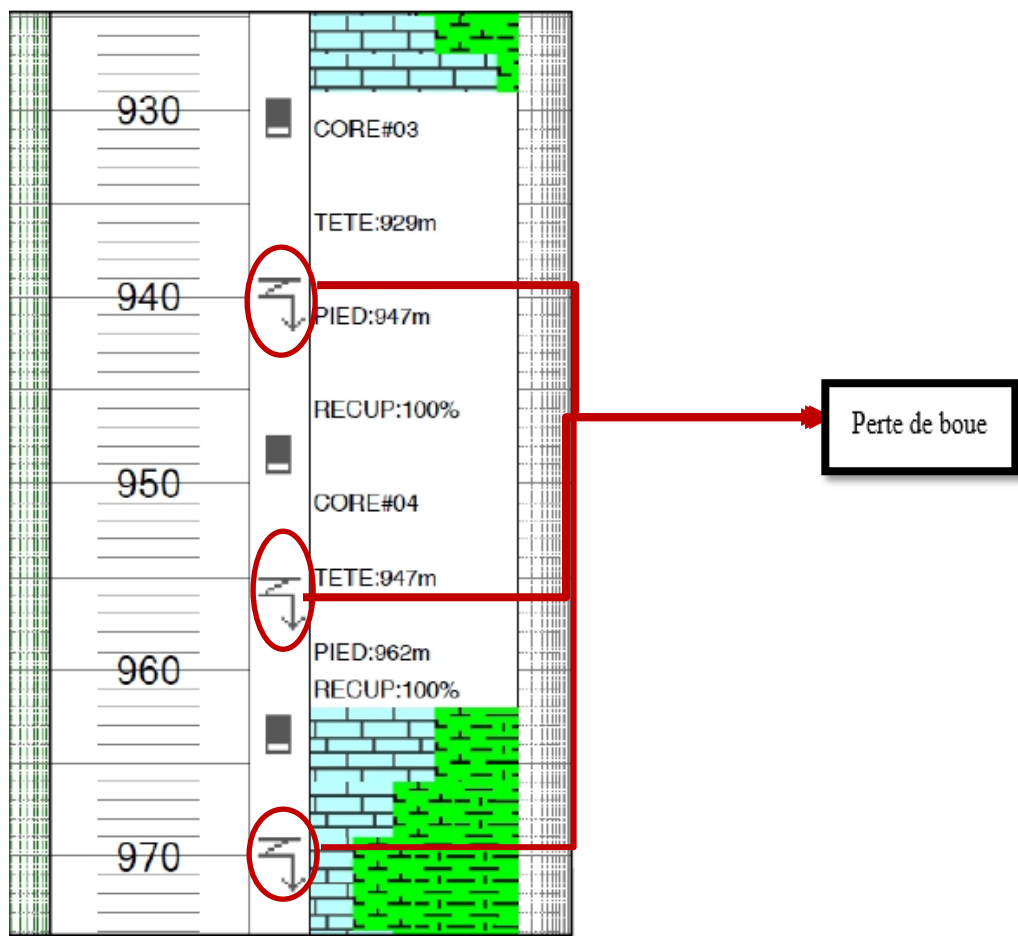 930
CORE#03
TETE:929m
940
PIED:947m
RECUP:100%
Perte de boue
950
CORE#04
TETE:947m
PIED:962m
960
RECUP:100%
970